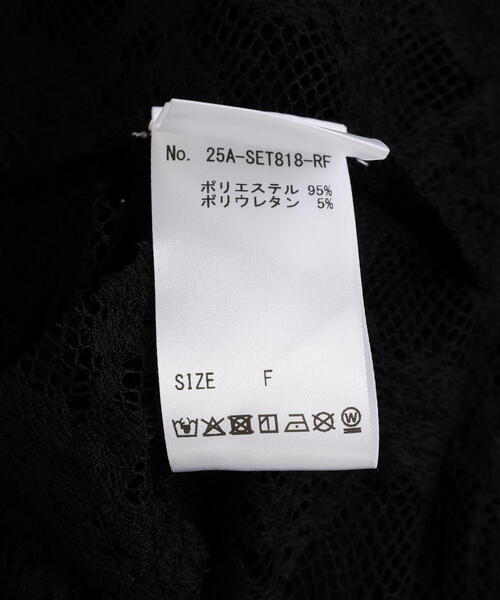 No. 25A-SET818-RF
ポリエステル 95%
ポリウレタン 5%
SIZE F
W